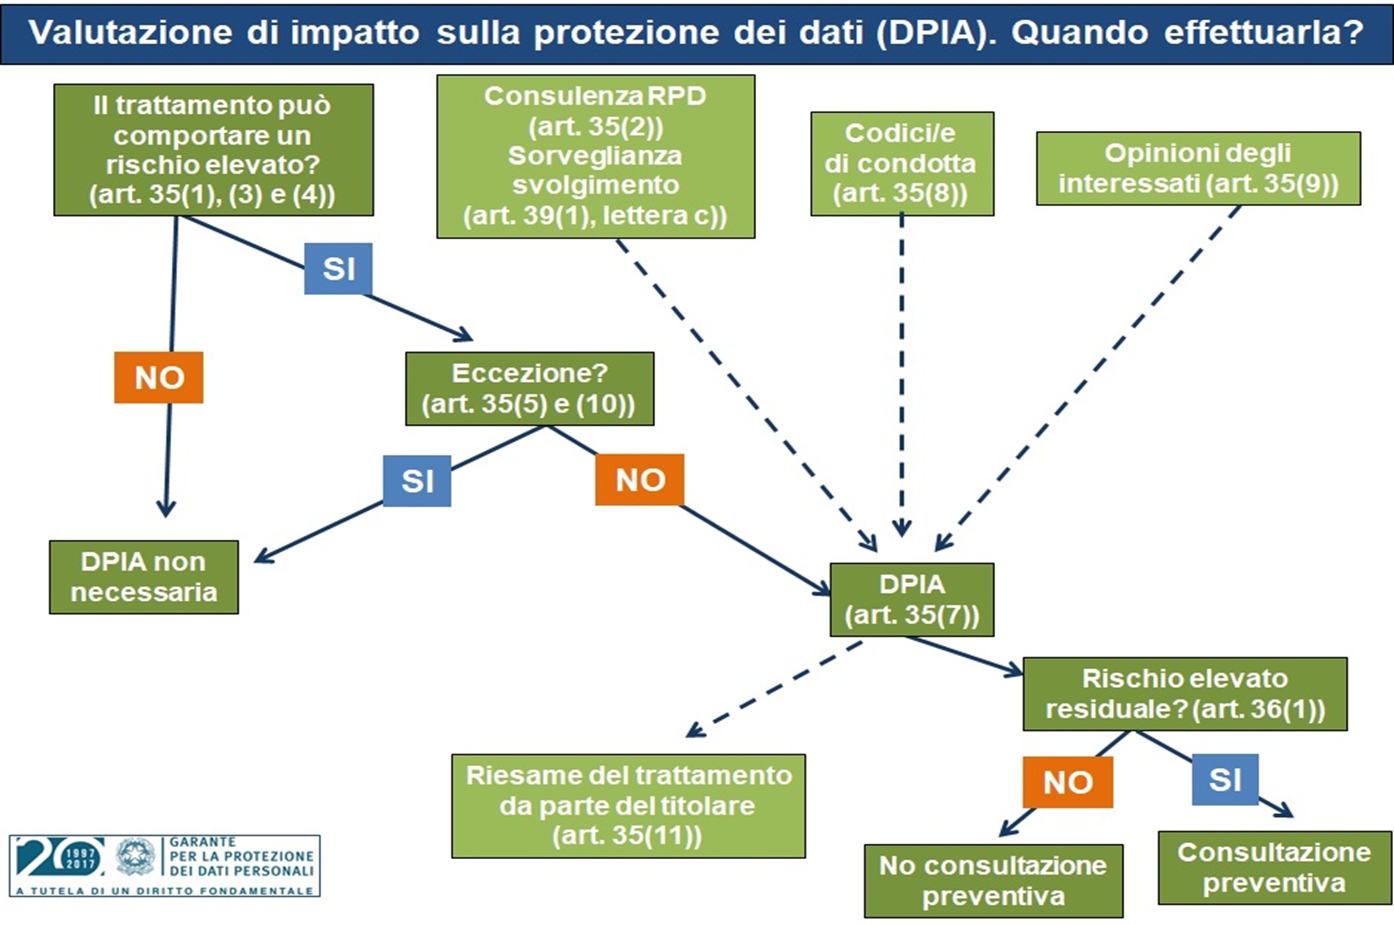 Valutazione di impatto sulla protezione dei dati (DPIA). Quando effettuarla?
Il trattamento può
comportare un
rischio elevato?
(art. 35(1), (3) e (4))
Consulenza RPD
(art. 35(2))
Sorveglianza
svolgimento
(art. 39(1), lettera c))
Codici/e
di condotta
(art. 35(8))
Opinioni degli
interessati (art. 35(9))
SI
NO
Eccezione?
(art. 35(5) e (10))
SI
NO
DPIA non
necessaria
DPIA
(art. 35(7))
Rischio elevato
residuale? (art. 36(1))
NO
SI
Riesame del trattamento
da parte del titolare
(art. 35(11))
No consultazione
preventiva
Consultazione
preventiva
20 1997
2017
GARANTE
PER LA PROTEZIONE
DEI DATI PERSONALI
A TUTELA DI UN DIRITTO FONDAMENTALE